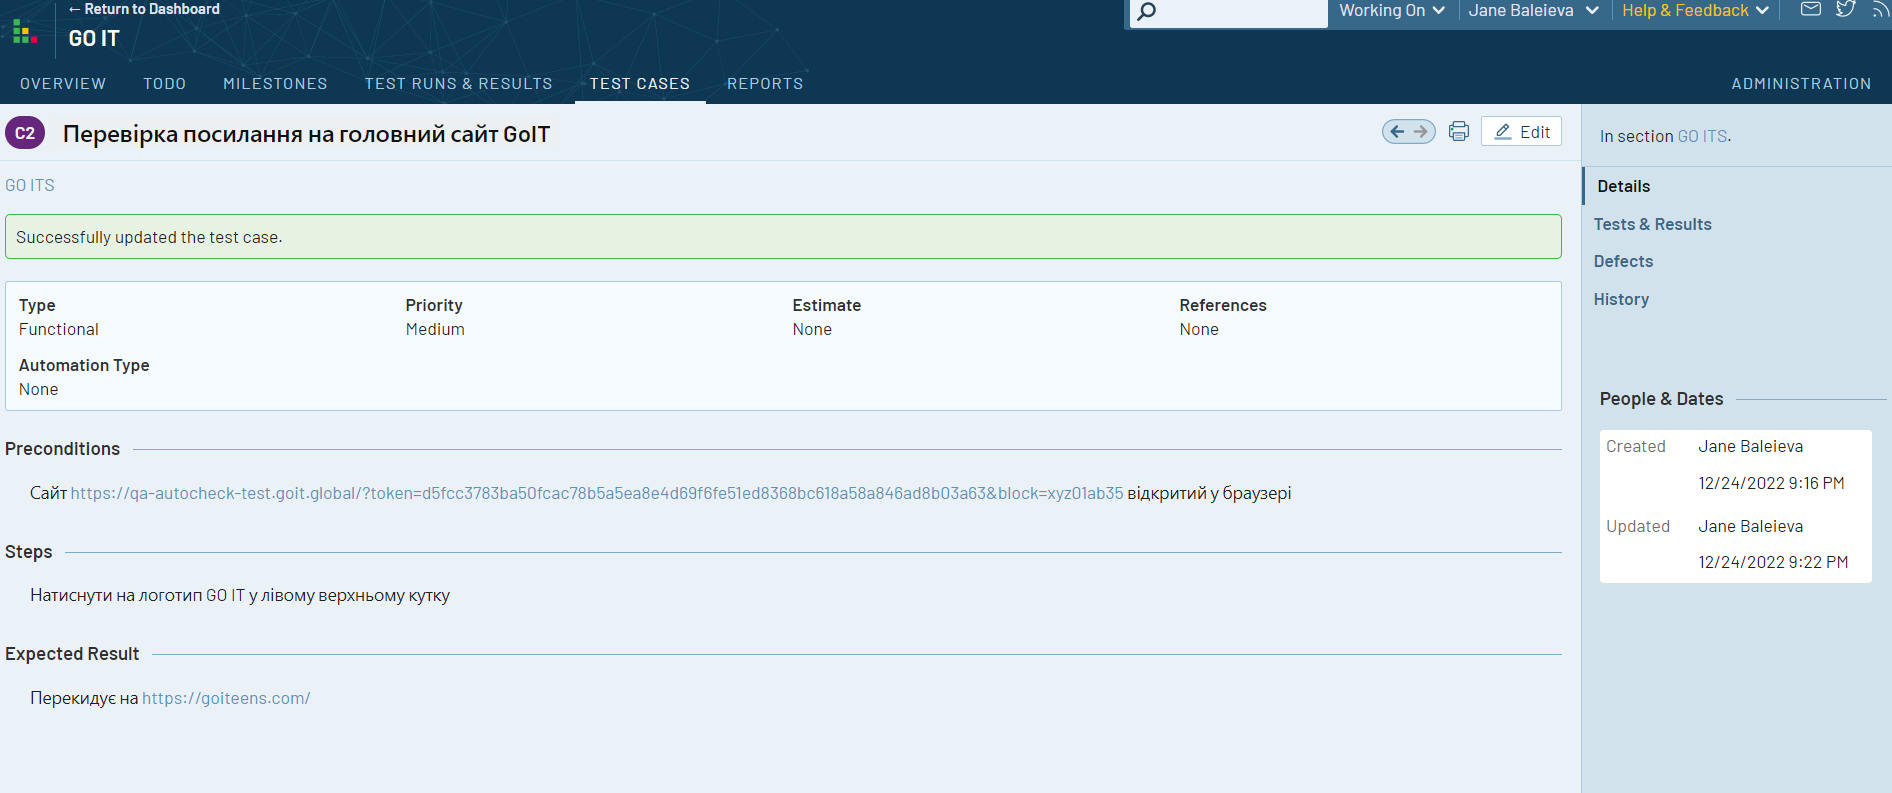 ← Return to Dashboard
GO IT
Working On
Jane Baleieva
Help & Feedback
OVERVIEW
TODO
MILESTONES
TEST RUNS & RESULTS
TEST CASES
REPORTS
ADMINISTRATION
C2
Перевірка посилання на головний сайт GoIT
Edit
GO ITS
Successfully updated the test case.
Type
Functional
Priority
Medium
Estimate
None
References
None
Automation Type
None
Preconditions
Сайт https://qa-autocheck-test.goit.global/?token=d5fcc3783ba50fcac78b5a5ea8e4d69f6fe51ed8368bc618a58a846ad8b03a63&block=xyz01ab35 відкритий у браузері
Steps
Натиснути на логотип GO IT у лівому верхньому кутку
Expected Result
Перекидує на https://goiteens.com/
In section GO ITS.
Details
Tests & Results
Defects
History
People & Dates
Created Jane Baleieva
12/24/2022 9:16 PM
Updated Jane Baleieva
12/24/2022 9:22 PM